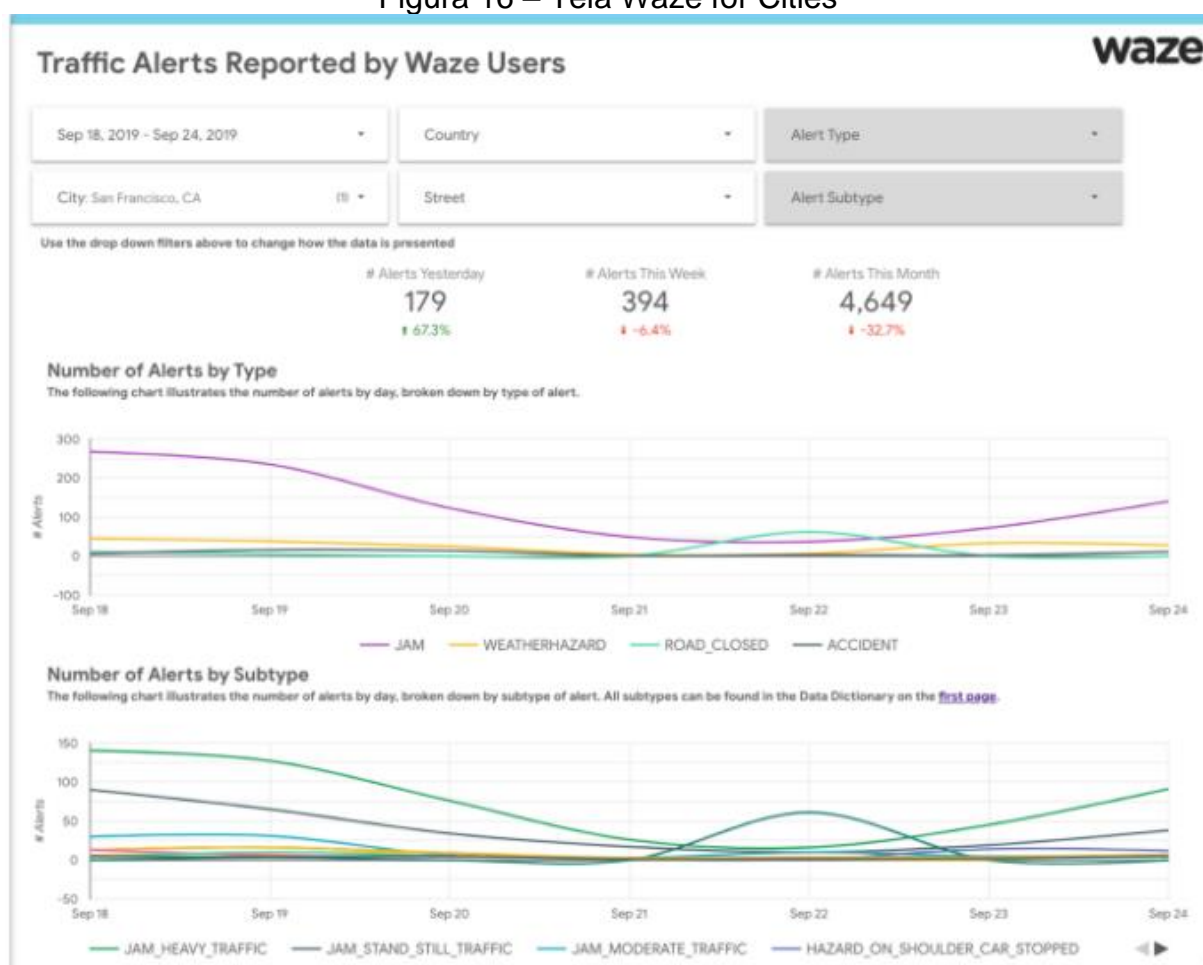 Figura 16 – Tela Waze for Cities
waze
Traffic Alerts Reported by Waze Users
Sep 18, 2019 - Sep 24, 2019 Country Alert Type
City: San Francisco, CA (1) Street Alert Subtype
Use the drop down filters above to change how the data is presented
# Alerts Yesterday # Alerts This Week # Alerts This Month
179 394 4,649
67.3% -6.4% -32.7%
Number of Alerts by Type
The following chart illustrates the number of alerts by day, broken down by type of alert.
300
200
100
0
-100
# Alerts
Sep 18 Sep 19 Sep 20 Sep 21 Sep 22 Sep 23 Sep 24
JAM WEATHERHAZARD ROAD_CLOSED ACCIDENT
Number of Alerts by Subtype
The following chart illustrates the number of alerts by day, broken down by subtype of alert. All subtypes can be found in the Data Dictionary on the first page.
150
100
50
0
-50
# Alerts
Sep 18 Sep 19 Sep 20 Sep 21 Sep 22 Sep 23 Sep 24
JAM_HEAVY_TRAFFIC JAM_STAND_STILL_TRAFFIC JAM_MODERATE_TRAFFIC HAZARD_ON_SHOULDER_CAR_STOPPED